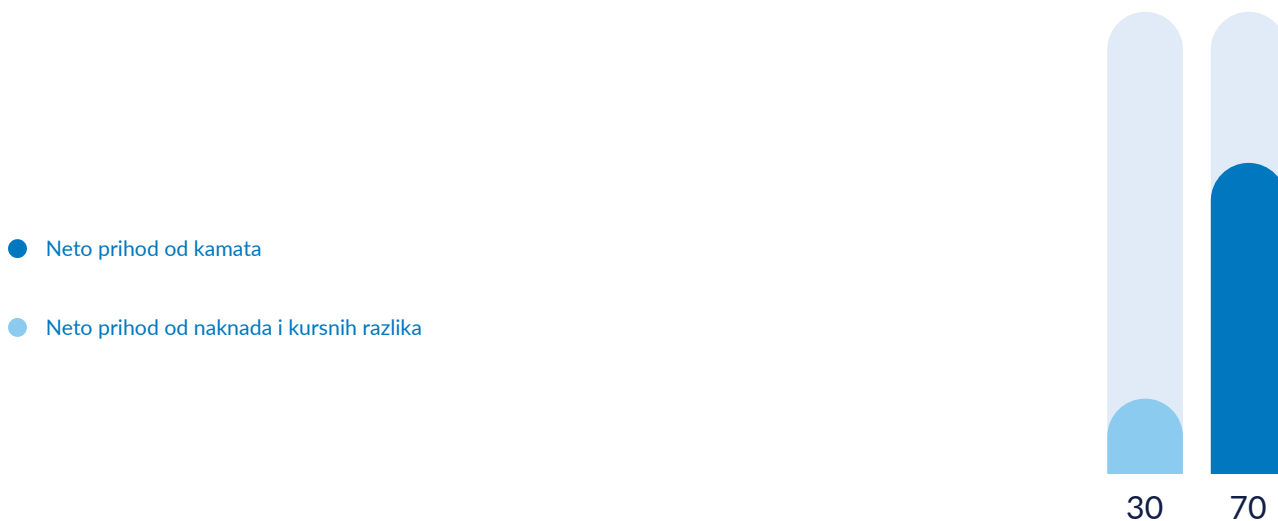 Neto prihod od kamata
Neto prihod od naknada i kursnih razlika
30
70